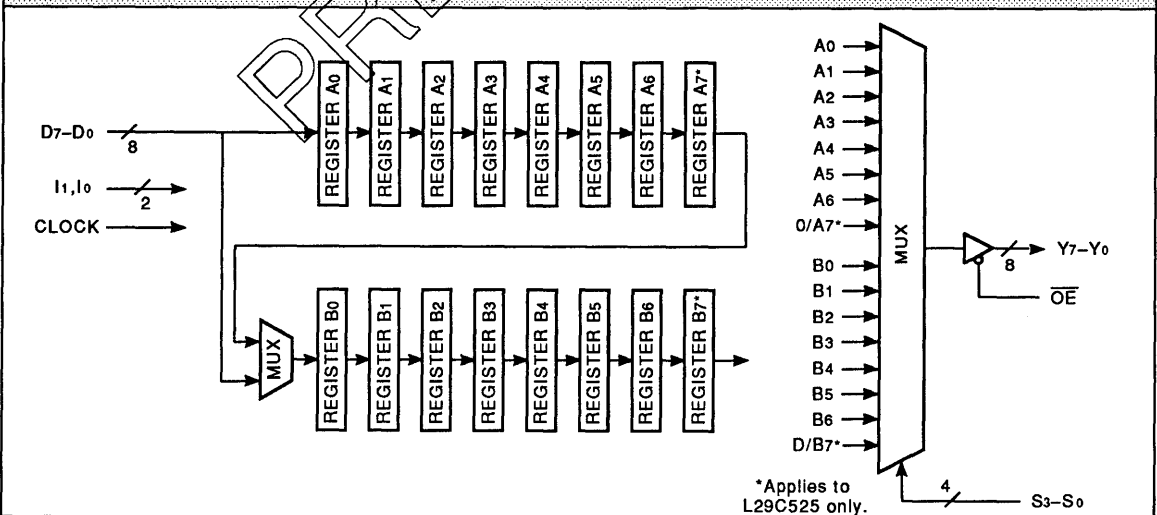 PRE
D7–D0
8
I1,I0
2
CLOCK
REGISTER A0
REGISTER A1
REGISTER A2
REGISTER A3
REGISTER A4
REGISTER A5
REGISTER A6
REGISTER A7*
MUX
REGISTER B0
REGISTER B1
REGISTER B2
REGISTER B3
REGISTER B4
REGISTER B5
REGISTER B6
REGISTER B7*
A0
A1
A2
A3
A4
A5
A6
0/A7*
B0
B1
B2
B3
B4
B5
B6
D/B7*
MUX
8
Y7–Y0
OE
4
S3–S0
*Applies to
L29C525 only.